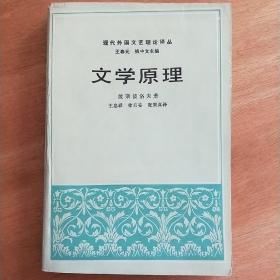 现代外国文艺理论译丛
王春元 钱中文主编
文学原理
波斯彼洛夫著
王忠琪 徐京安 张秉真译